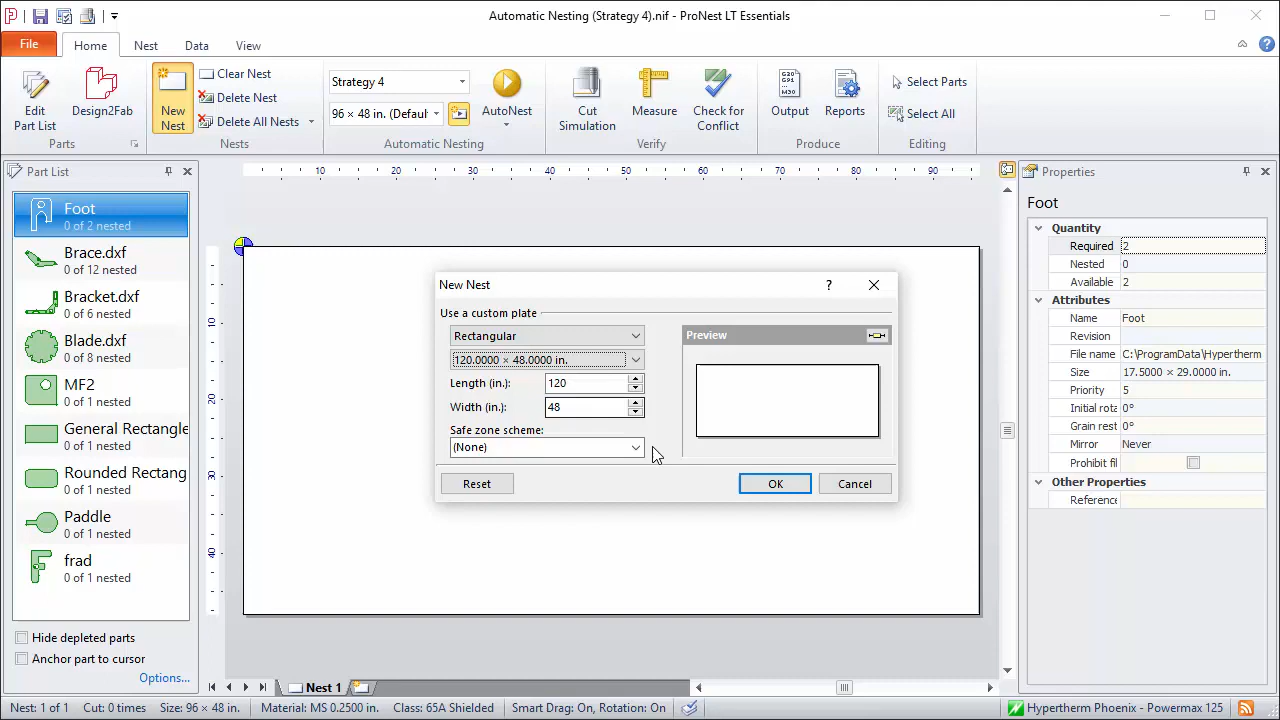 Automatic Nesting (Strategy 4).nif - ProNest LT Essentials
File
Home
Nest
Data
View
Edit
Part List
Design2Fab
Parts
New
Nest
Clear Nest
Delete Nest
Delete All Nests
Nests
Strategy 4
96 × 48 in. (Defaul
AutoNest
Automatic Nesting
Cut
Simulation
Measure
Check for
Conflict
Verify
G20
G91
M30
Output
Reports
Produce
Select Parts
Select All
Editing
Part List
Foot
0 of 2 nested
Brace.dxf
0 of 12 nested
Bracket.dxf
0 of 6 nested
Blade.dxf
0 of 8 nested
MF2
0 of 1 nested
General Rectangle
0 of 1 nested
Rounded Rectang
0 of 1 nested
Paddle
0 of 1 nested
frad
0 of 1 nested
Hide depleted parts
Anchor part to cursor
Options...
10 20 30 40 50 60 70 80 90
10
20
30
40
New Nest
?
Use a custom plate
Rectangular
120.0000 × 48.0000 in.
Length (in.): 120
Width (in.): 48
Safe zone scheme:
(None)
Preview
Reset
OK
Cancel
Nest 1
Properties
Foot
Quantity
Required 2
Nested 0
Available 2
Attributes
Name Foot
Revision
File name C:\ProgramData\Hypertherm
Size 17.5000 × 29.0000 in.
Priority 5
Initial rota 0°
Grain rest 0°
Mirror Never
Prohibit fil
Other Properties
Reference
Nest: 1 of 1 Cut: 0 times Size: 96 × 48 in. Material: MS 0.2500 in. Class: 65A Shielded Smart Drag: On, Rotation: On Hypertherm Phoenix - Powermax 125